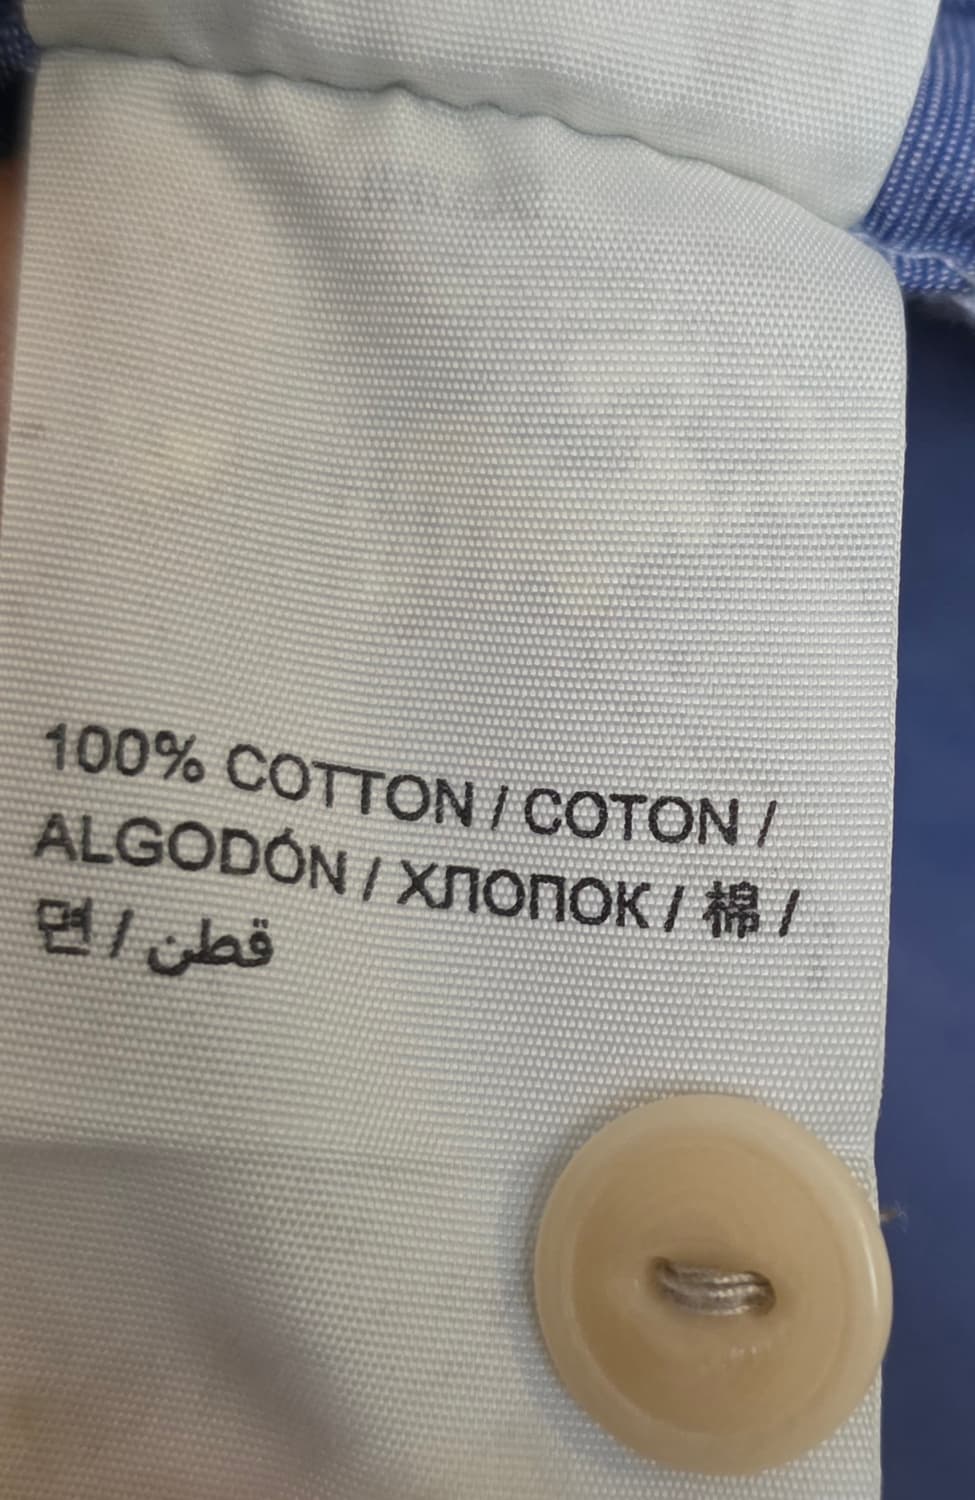 100% COTTON / COTON /
ALGODÓN / ХЛОПОК / 棉 /
면 / قطن